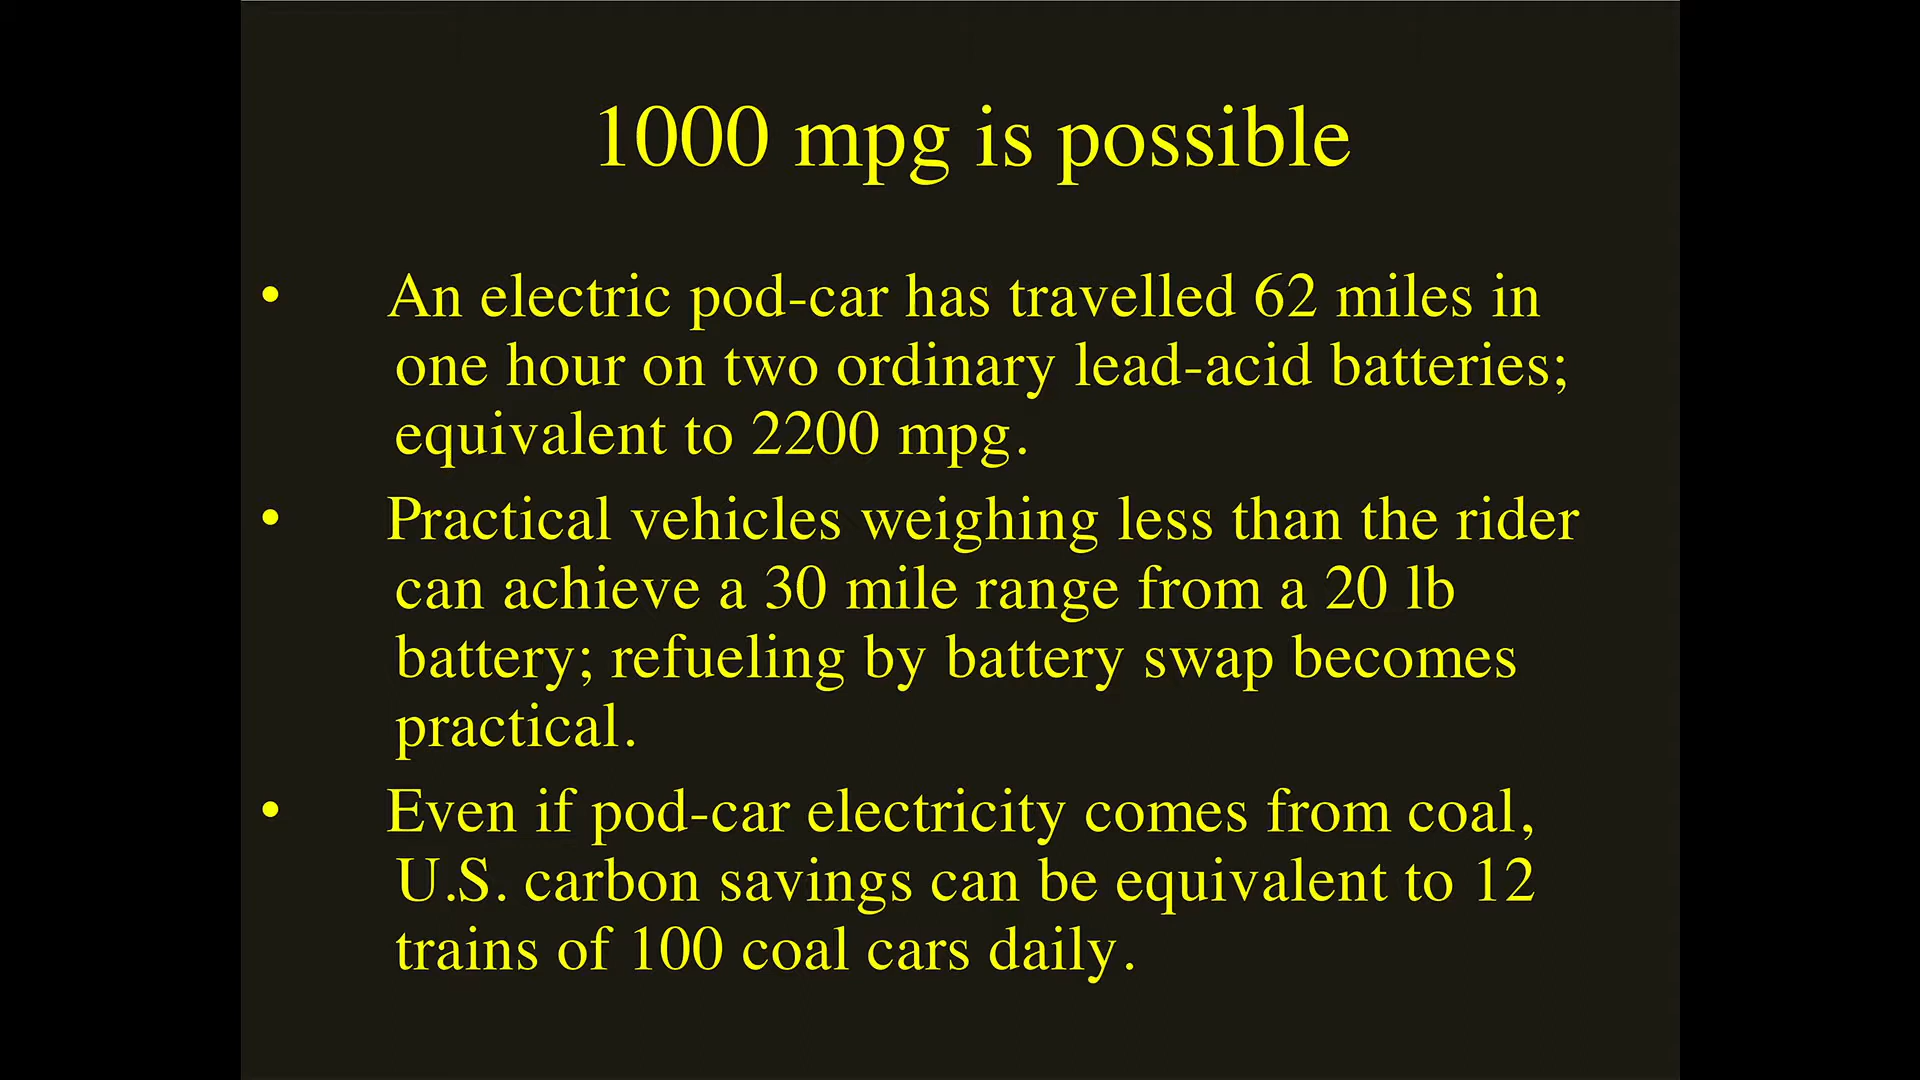 1000 mpg is possible
• An electric pod-car has travelled 62 miles in
one hour on two ordinary lead-acid batteries;
equivalent to 2200 mpg.
• Practical vehicles weighing less than the rider
can achieve a 30 mile range from a 20 lb
battery; refueling by battery swap becomes
practical.
• Even if pod-car electricity comes from coal,
U.S. carbon savings can be equivalent to 12
trains of 100 coal cars daily.